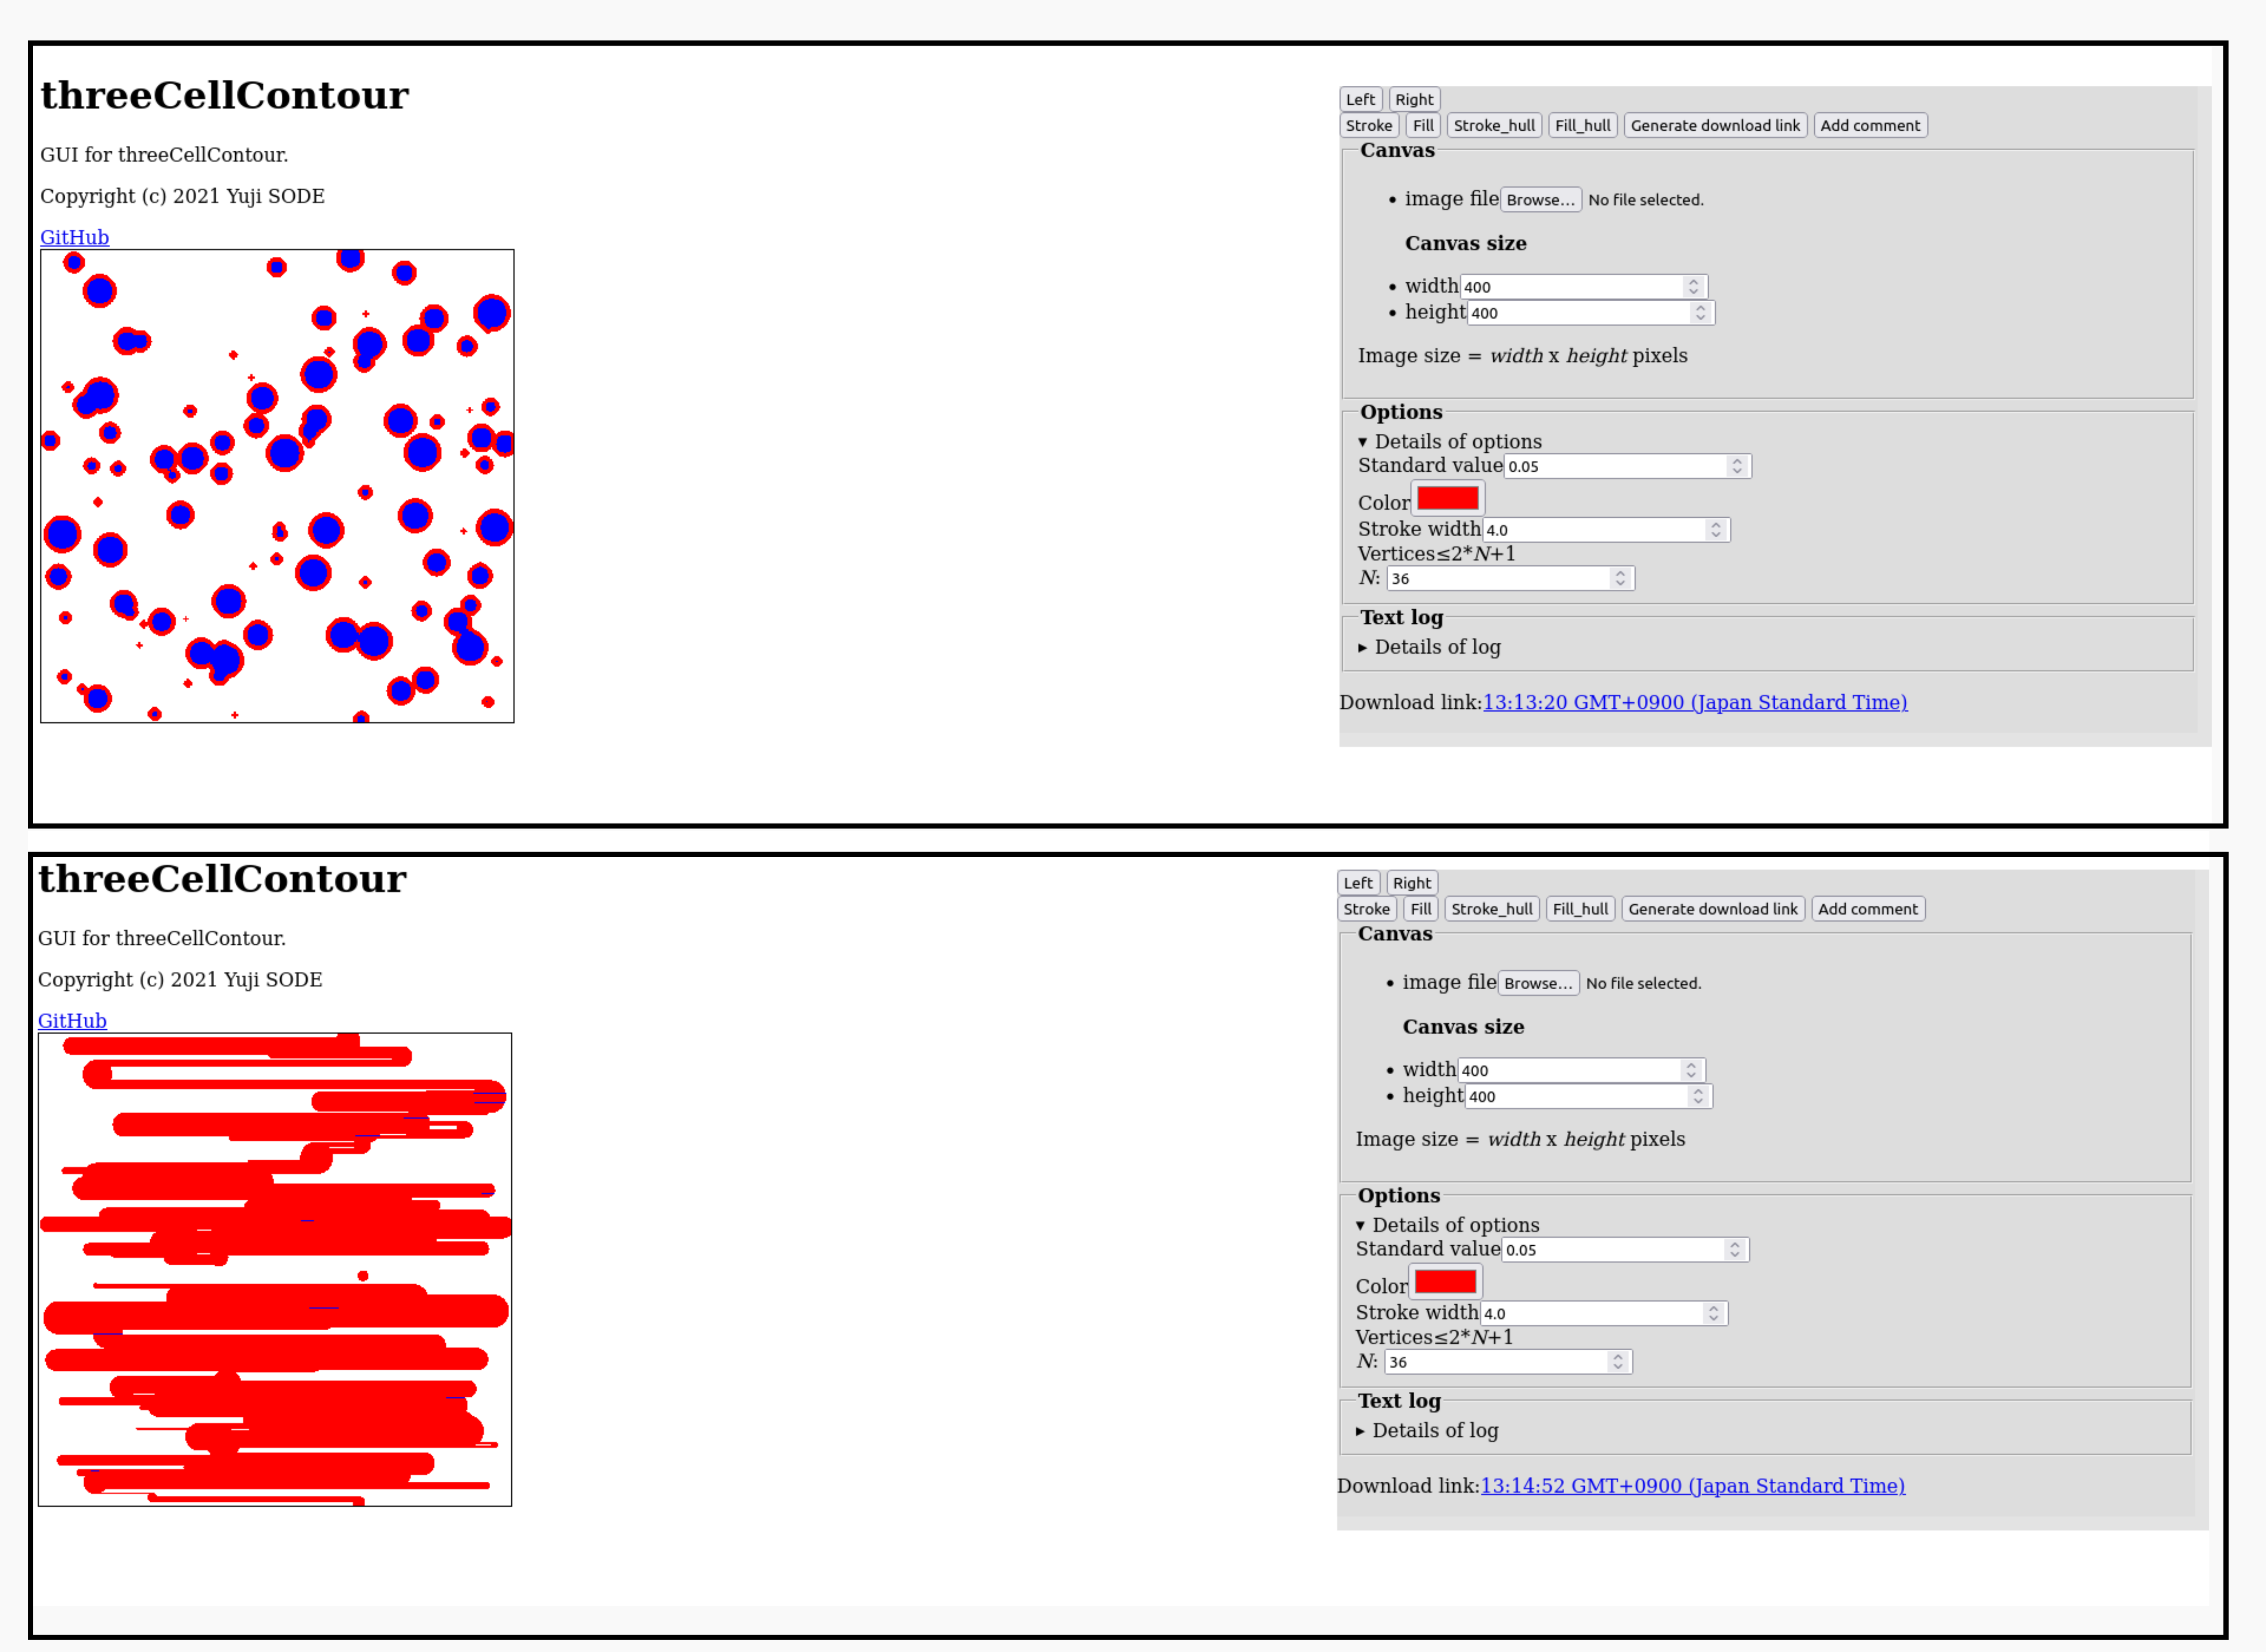 threeCellContour
GUI for threeCellContour.
Copyright (c) 2021 Yuji SODE
GitHub
Left Right
Stroke Fill Stroke_hull Fill_hull Generate download link Add comment
Canvas
• image file Browse... No file selected.
Canvas size
• width 400
• height 400
Image size = width x height pixels
Options
▾ Details of options
Standard value 0.05
Color
Stroke width 4.0
Vertices≤2*N+1
N: 36
Text log
▸ Details of log
Download link:13:13:20 GMT+0900 (Japan Standard Time)
threeCellContour
GUI for threeCellContour.
Copyright (c) 2021 Yuji SODE
GitHub
Left Right
Stroke Fill Stroke_hull Fill_hull Generate download link Add comment
Canvas
• image file Browse... No file selected.
Canvas size
• width 400
• height 400
Image size = width x height pixels
Options
▾ Details of options
Standard value 0.05
Color
Stroke width 4.0
Vertices≤2*N+1
N: 36
Text log
▸ Details of log
Download link:13:14:52 GMT+0900 (Japan Standard Time)